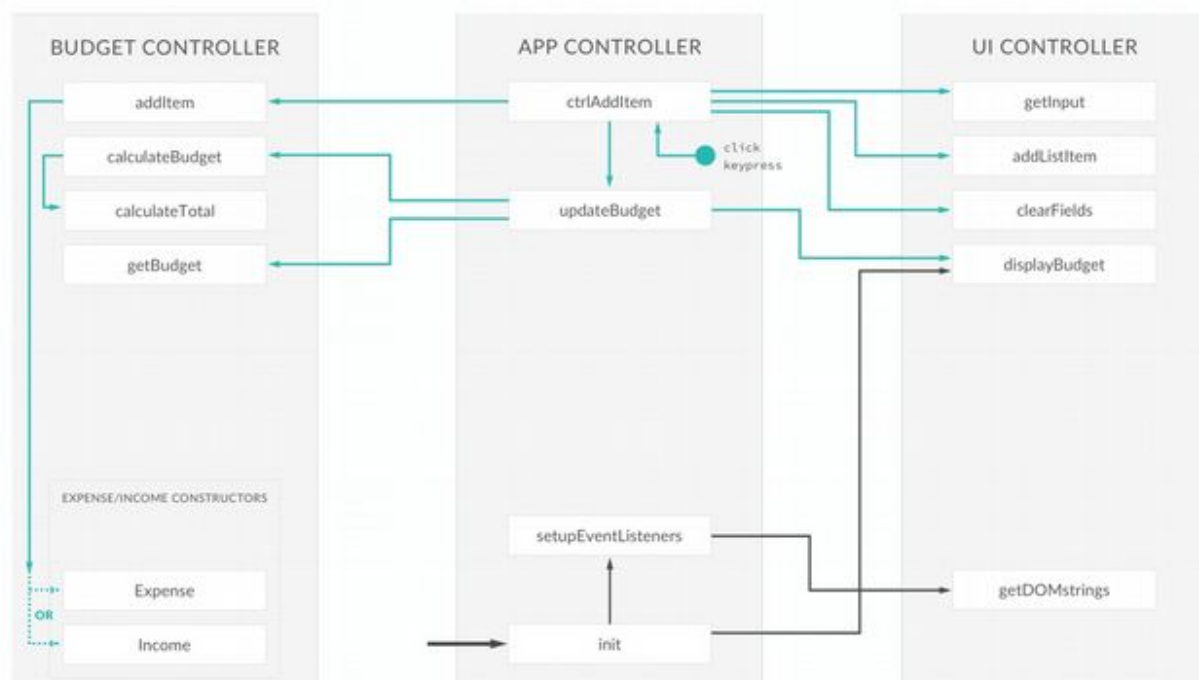 BUDGET CONTROLLER
addItem
calculateBudget
calculateTotal
getBudget
EXPENSE/INCOME CONSTRUCTORS
Expense
OR
Income
APP CONTROLLER
ctrlAddItem
click
keypress
updateBudget
setupEventListeners
init
UI CONTROLLER
getInput
addListItem
clearFields
displayBudget
getDOMstrings